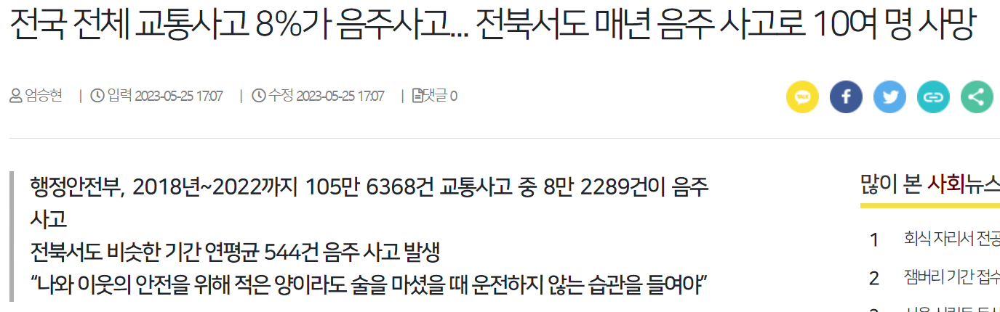 전국 전체 교통사고 8%가 음주사고... 전북서도 매년 음주 사고로 10여 명 사망
엄승현 | 입력 2023-05-25 17:07 | 수정 2023-05-25 17:07 | 댓글 0
TALK
행정안전부, 2018년~2022까지 105만 6368건 교통사고 중 8만 2289건이 음주
사고
전북서도 비슷한 기간 연평균 544건 음주 사고 발생
“나와 이웃의 안전을 위해 적은 양이라도 술을 마셨을 때 운전하지 않는 습관을 들여야”
많이 본 사회뉴스
1 회식 자리서 전공
2 잼버리 기간 접수